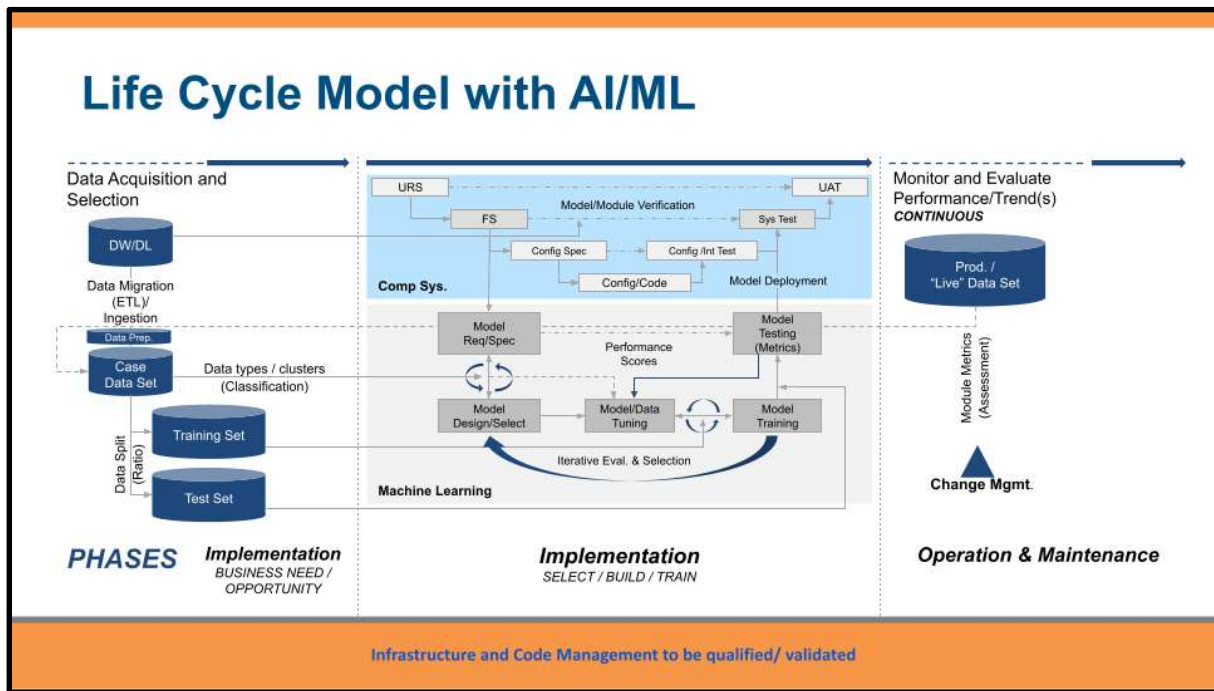 Life Cycle Model with AI/ML
Data Acquisition and
Selection
DW/DL
Data Migration
(ETL)/
Ingestion
Data Prep.
Case
Data Set
Data types / clusters
(Classification)
Training Set
Data Split
(Ratio)
Test Set
URS
UAT
Model/Module Verification
FS
Sys Test
Config Spec
Config /Int Test
Config/Code
Model Deployment
Comp Sys.
Model
Req/Spec
Performance
Scores
Model
Testing
(Metrics)
Model
Design/Select
Model/Data
Tuning
Model
Training
Iterative Eval. & Selection
Machine Learning
Monitor and Evaluate
Performance/Trend(s)
CONTINUOUS
Prod. /
“Live” Data Set
Module Metrics
(Assessment)
Change Mgmt.
PHASES
Implementation
BUSINESS NEED /
OPPORTUNITY
Implementation
SELECT / BUILD / TRAIN
Operation & Maintenance
Infrastructure and Code Management to be qualified/ validated